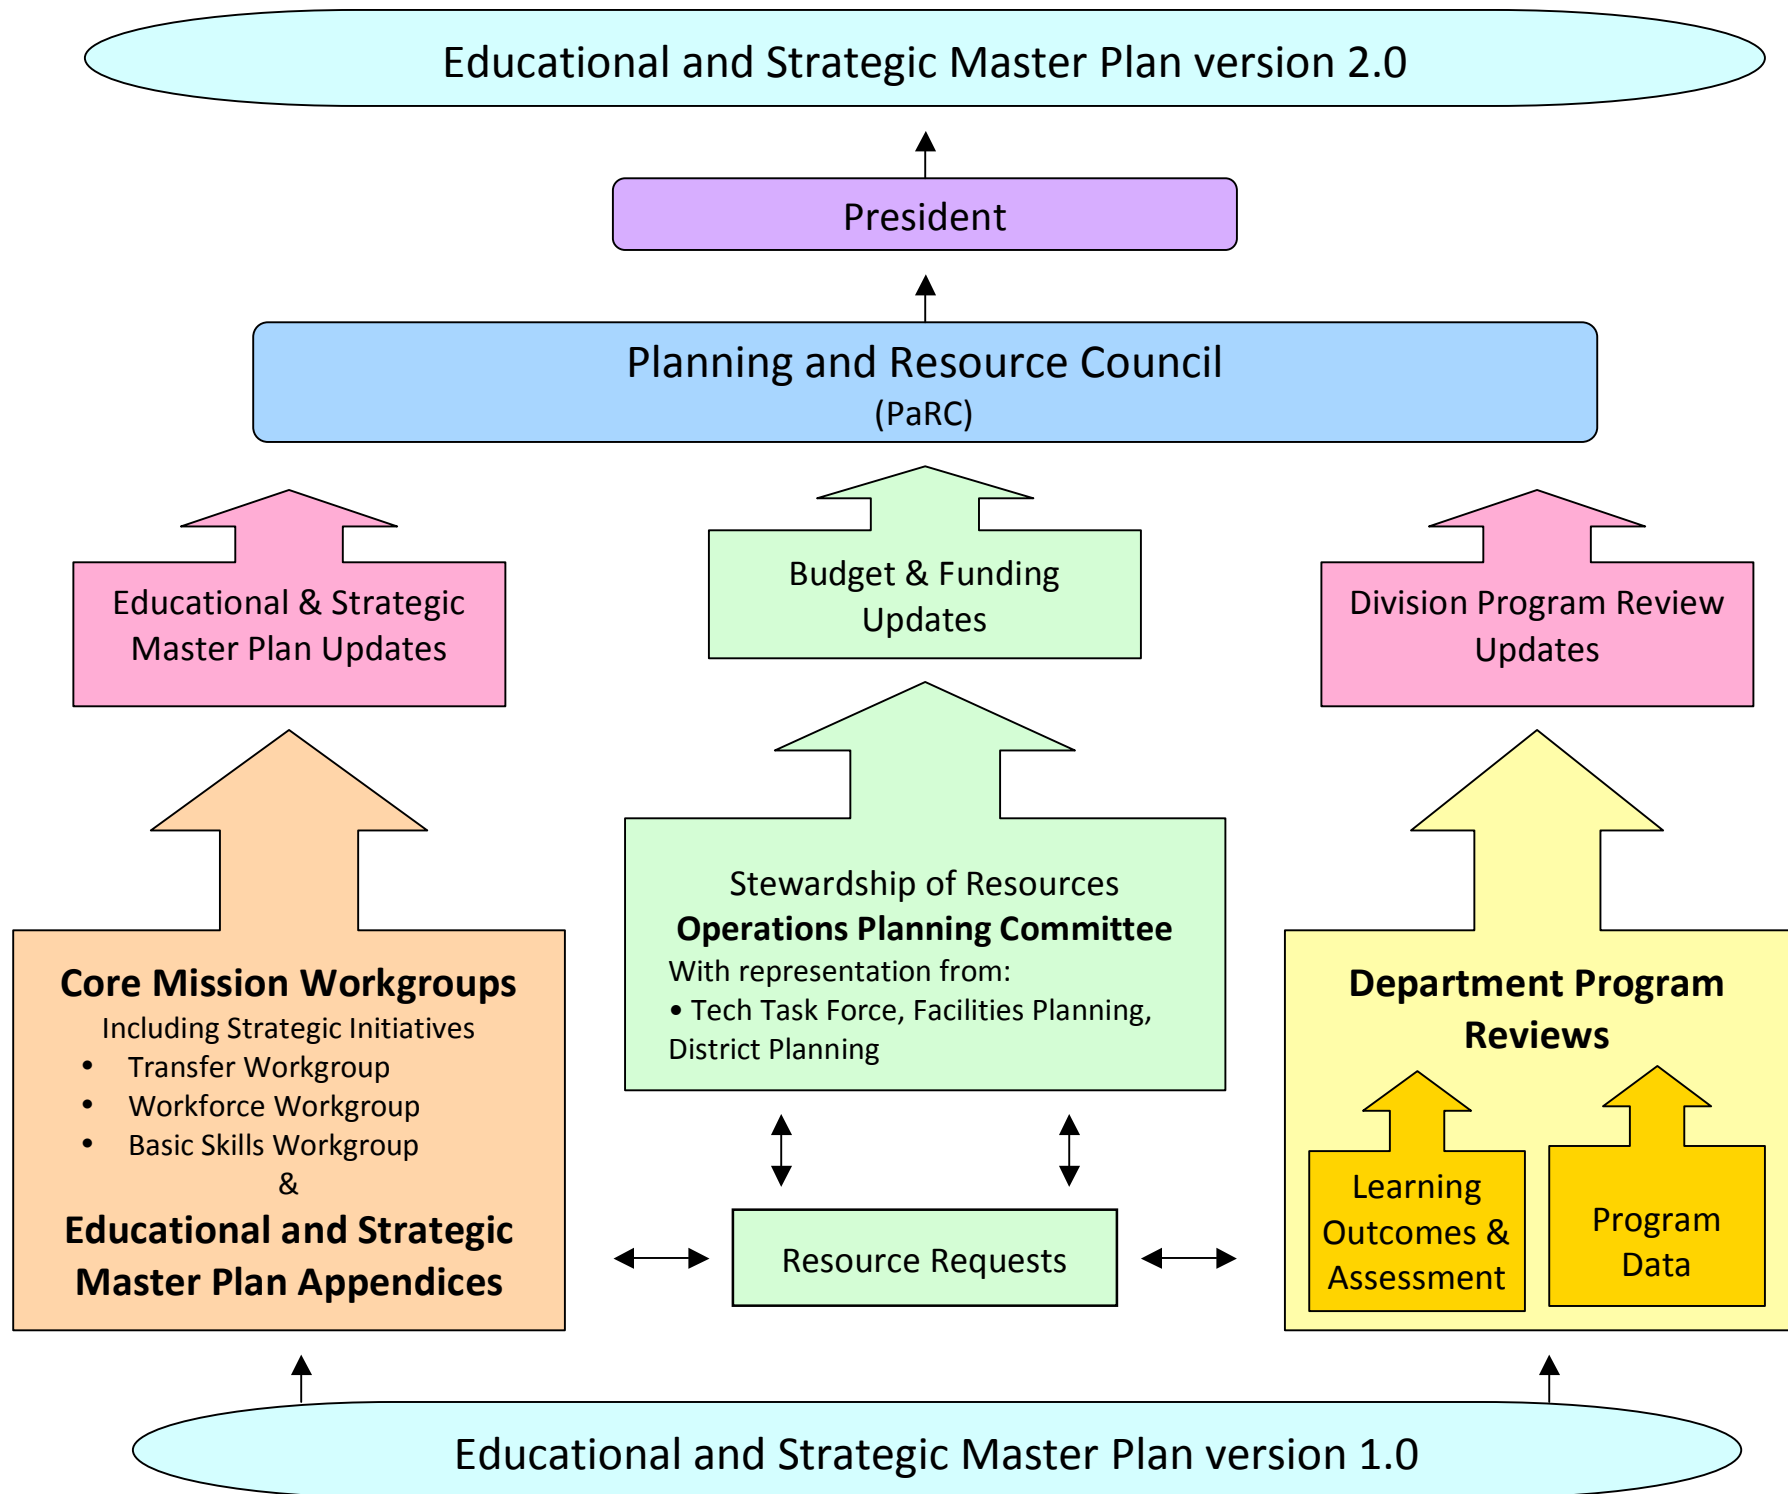 Educational and Strategic Master Plan version 2.0
President
Planning and Resource Council
(PaRC)
Educational & Strategic
Master Plan Updates
Budget & Funding
Updates
Division Program Review
Updates
Core Mission Workgroups
Including Strategic Initiatives
• Transfer Workgroup
• Workforce Workgroup
• Basic Skills Workgroup
&
Educational and Strategic
Master Plan Appendices
Stewardship of Resources
Operations Planning Committee
With representation from:
• Tech Task Force, Facilities Planning,
District Planning
Resource Requests
Department Program
Reviews
Learning
Outcomes &
Assessment
Program
Data
Educational and Strategic Master Plan version 1.0